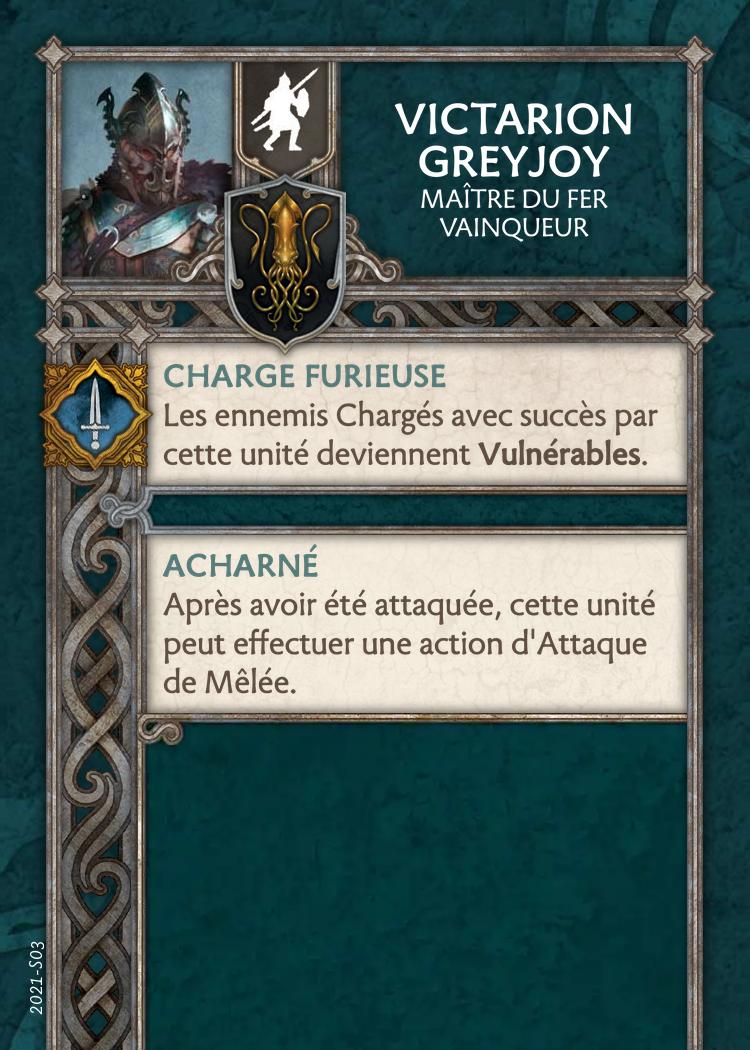 VICTARION
GREYJOY
MAÎTRE DU FER
VAINQUEUR
CHARGE FURIEUSE
Les ennemis Chargés avec succès par
cette unité deviennent Vulnérables.
ACHARNÉ
Après avoir été attaquée, cette unité
peut effectuer une action d'Attaque
de Mêlée.
2021-S03